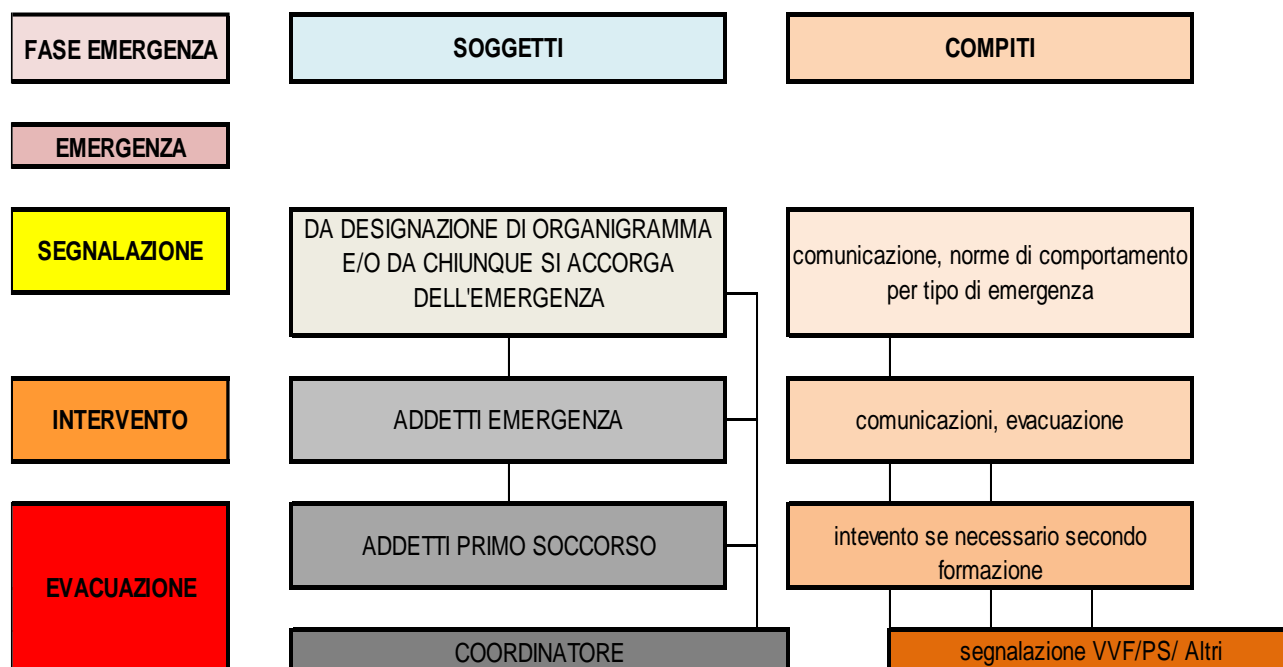 FASE EMERGENZA
SOGGETTI
COMPITI
EMERGENZA
SEGNALAZIONE
DA DESIGNAZIONE DI ORGANIGRAMMA
E/O DA CHIUNQUE SI ACCORGA
DELL'EMERGENZA
comunicazione, norme di comportamento
per tipo di emergenza
INTERVENTO
ADDETTI EMERGENZA
comunicazioni, evacuazione
EVACUAZIONE
ADDETTI PRIMO SOCCORSO
intevento se necessario secondo
formazione
COORDINATORE
segnalazione VVF/PS/ Altri